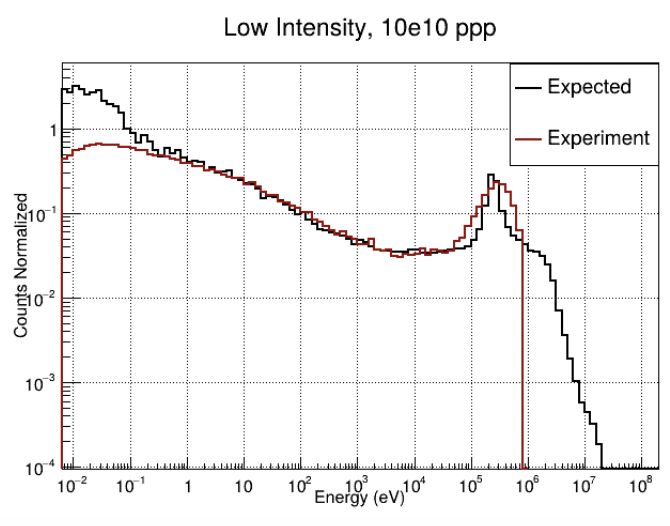 Low Intensity, 10e10 ppp
Expected
Experiment
Counts Normalized
1
10⁻¹
10⁻²
10⁻³
10⁻⁴
10⁻² 10⁻¹ 1 10 10² 10³ 10⁴ 10⁵ 10⁶ 10⁷ 10⁸
Energy (eV)